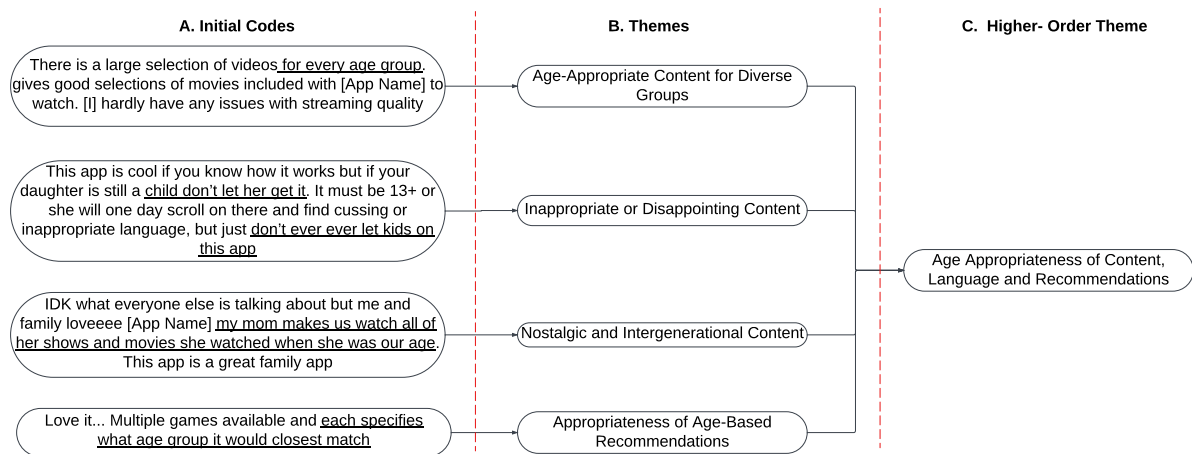 A. Initial Codes
B. Themes
C. Higher- Order Theme
There is a large selection of videos for every age group.
gives good selections of movies included with [App Name] to
watch. [I] hardly have any issues with streaming quality
Age-Appropriate Content for Diverse
Groups
This app is cool if you know how it works but if your
daughter is still a child don’t let her get it. It must be 13+ or
she will one day scroll on there and find cussing or
inappropriate language, but just don’t ever ever let kids on
this app
Inappropriate or Disappointing Content
Age Appropriateness of Content,
Language and Recommendations
IDK what everyone else is talking about but me and
family loveeee [App Name] my mom makes us watch all of
her shows and movies she watched when she was our age.
This app is a great family app
Nostalgic and Intergenerational Content
Love it... Multiple games available and each specifies
what age group it would closest match
Appropriateness of Age-Based
Recommendations